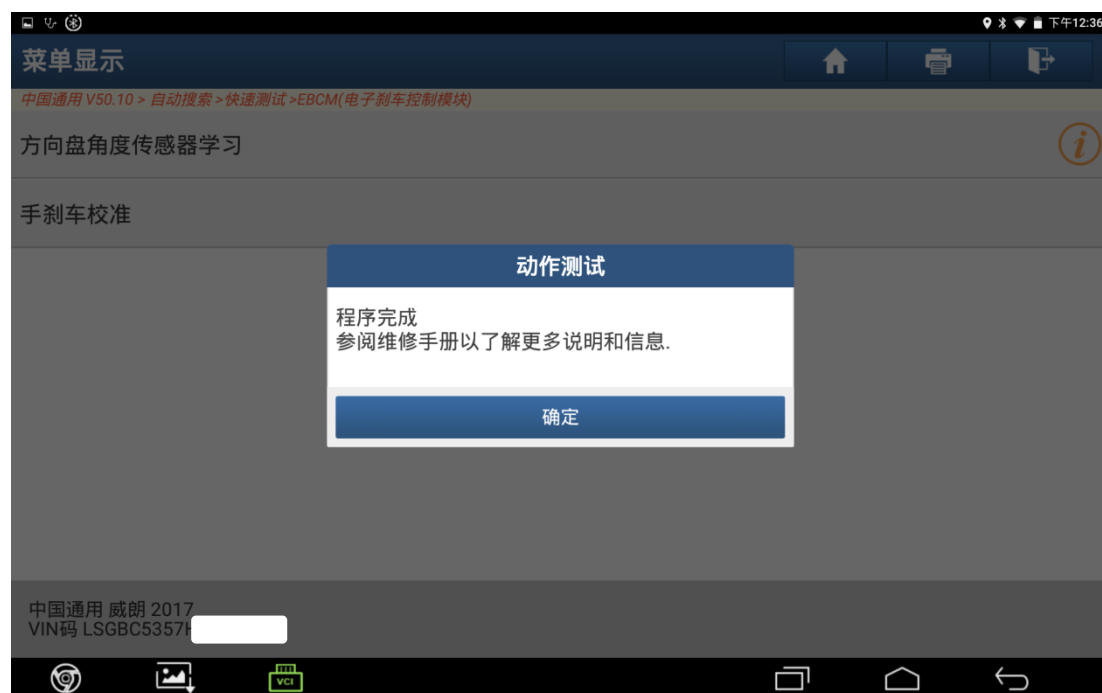 下午12:36
菜单显示
中国通用 V50.10 > 自动搜索 >快速测试 >EBCM(电子刹车控制模块)
方向盘角度传感器学习
i
手刹车校准
动作测试
程序完成
参阅维修手册以了解更多说明和信息.
确定
中国通用 威朗 2017
VIN码 LSGBC5357H
VCI